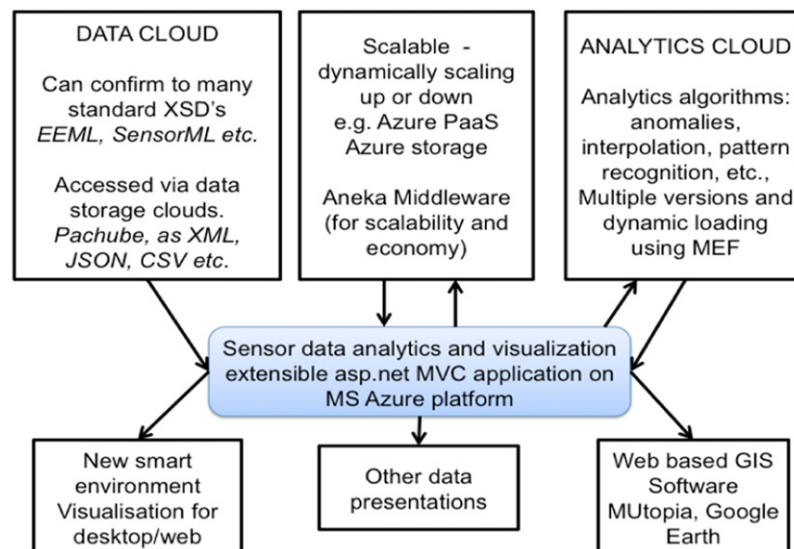 DATA CLOUD
Can confirm to many
standard XSD's
EEML, SensorML etc.
Accessed via data
storage clouds.
Pachube, as XML,
JSON, CSV etc.
Scalable -
dynamically scaling
up or down
e.g. Azure PaaS
Azure storage
Aneka Middleware
(for scalability and
economy)
ANALYTICS CLOUD
Analytics algorithms:
anomalies,
interpolation, pattern
recognition, etc.,
Multiple versions and
dynamic loading
using MEF
Sensor data analytics and visualization
extensible asp.net MVC application on
MS Azure platform
New smart
environment
Visualisation for
desktop/web
Other data
presentations
Web based GIS
Software
MUtopia, Google
Earth